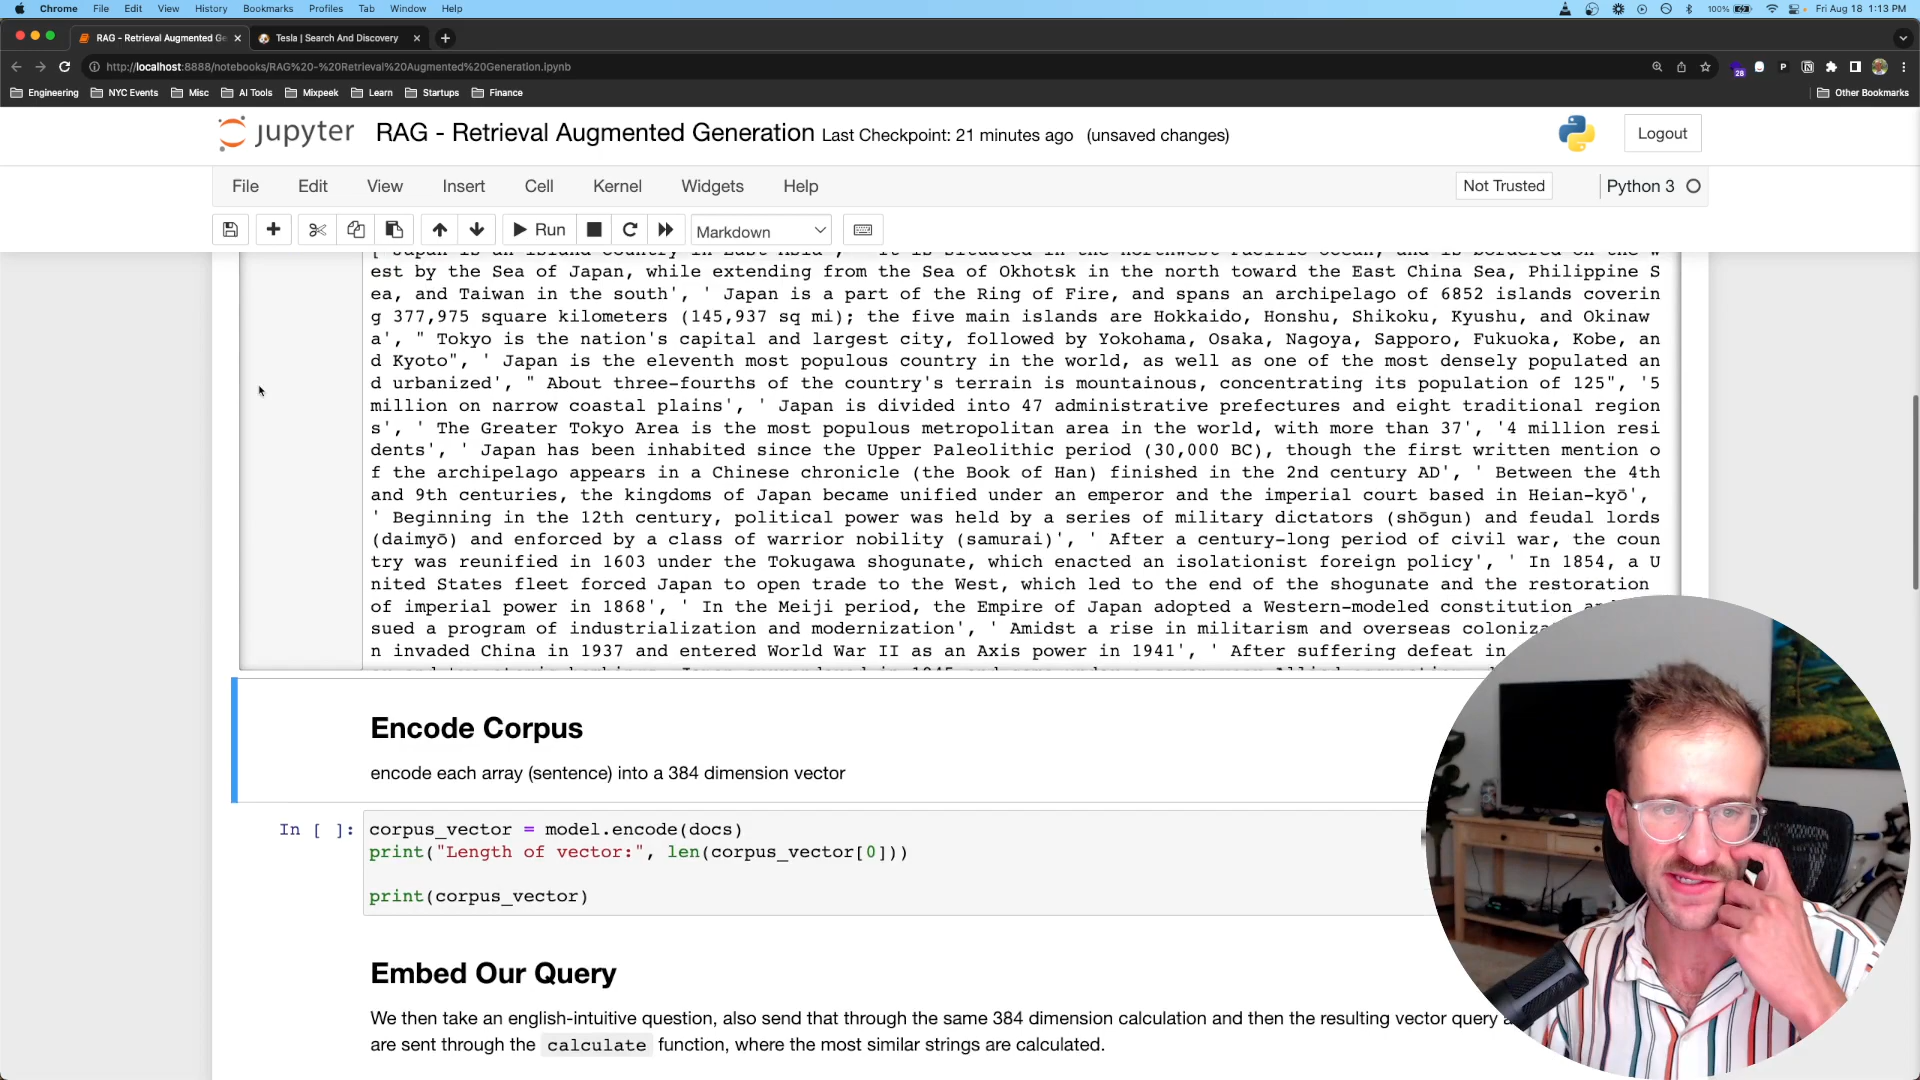 Chrome File Edit View History Bookmarks Profiles Tab Window Help 100% Fri Aug 18 1:13 PM
RAG - Retrieval Augmented Ge Tesla | Search And Discovery
http://localhost:8888/notebooks/RAG%20-%20Retrieval%20Augmented%20Generation.ipynb 28 P
Engineering NYC Events Misc AI Tools Mixpeek Learn Startups Finance Other Bookmarks
jupyter RAG - Retrieval Augmented Generation Last Checkpoint: 21 minutes ago (unsaved changes) Logout
File Edit View Insert Cell Kernel Widgets Help Not Trusted Python 3
Run Markdown
['Japan is an island country in East Asia', ' It is situated in the northwest Pacific Ocean, and is bordered on the w
est by the Sea of Japan, while extending from the Sea of Okhotsk in the north toward the East China Sea, Philippine S
ea, and Taiwan in the south', ' Japan is a part of the Ring of Fire, and spans an archipelago of 6852 islands coverin
g 377,975 square kilometers (145,937 sq mi); the five main islands are Hokkaido, Honshu, Shikoku, Kyushu, and Okinaw
a', " Tokyo is the nation's capital and largest city, followed by Yokohama, Osaka, Nagoya, Sapporo, Fukuoka, Kobe, an
d Kyoto", ' Japan is the eleventh most populous country in the world, as well as one of the most densely populated an
d urbanized', " About three-fourths of the country's terrain is mountainous, concentrating its population of 125", '5
million on narrow coastal plains', ' Japan is divided into 47 administrative prefectures and eight traditional region
s', ' The Greater Tokyo Area is the most populous metropolitan area in the world, with more than 37', '4 million resi
dents', ' Japan has been inhabited since the Upper Paleolithic period (30,000 BC), though the first written mention o
f the archipelago appears in a Chinese chronicle (the Book of Han) finished in the 2nd century AD', ' Between the 4th
and 9th centuries, the kingdoms of Japan became unified under an emperor and the imperial court based in Heian-kyō',
' Beginning in the 12th century, political power was held by a series of military dictators (shōgun) and feudal lords
(daimyō) and enforced by a class of warrior nobility (samurai)', ' After a century-long period of civil war, the coun
try was reunified in 1603 under the Tokugawa shogunate, which enacted an isolationist foreign policy', ' In 1854, a U
nited States fleet forced Japan to open trade to the West, which led to the end of the shogunate and the restoration
of imperial power in 1868', ' In the Meiji period, the Empire of Japan adopted a Western-modeled constitution
sued a program of industrialization and modernization', ' Amidst a rise in militarism and overseas
n invaded China in 1937 and entered World War II as an Axis power in 1941', ' After suffering defeat in
Encode Corpus
encode each array (sentence) into a 384 dimension vector
In [ ]: corpus_vector = model.encode(docs)
print("Length of vector:", len(corpus_vector[0]))
print(corpus_vector)
Embed Our Query
We then take an english-intuitive question, also send that through the same 384 dimension calculation and then the resulting vector query
are sent through the calculate function, where the most similar strings are calculated.